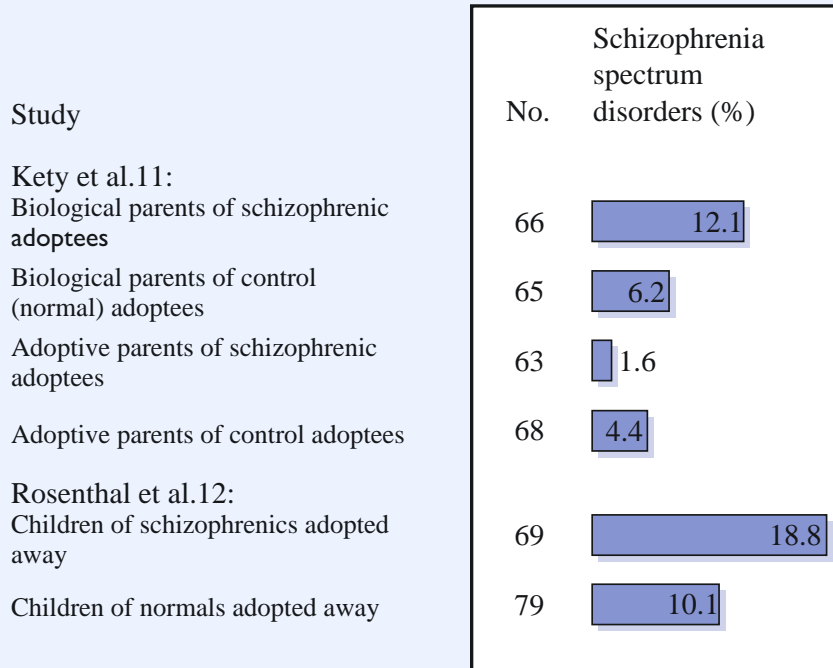 Schizophrenia
spectrum
Study No. disorders (%)
Kety et al.11:
Biological parents of schizophrenic
adoptees 66 12.1
Biological parents of control
(normal) adoptees 65 6.2
Adoptive parents of schizophrenic
adoptees 63 1.6
Adoptive parents of control adoptees 68 4.4
Rosenthal et al.12:
Children of schizophrenics adopted
away 69 18.8
Children of normals adopted away 79 10.1